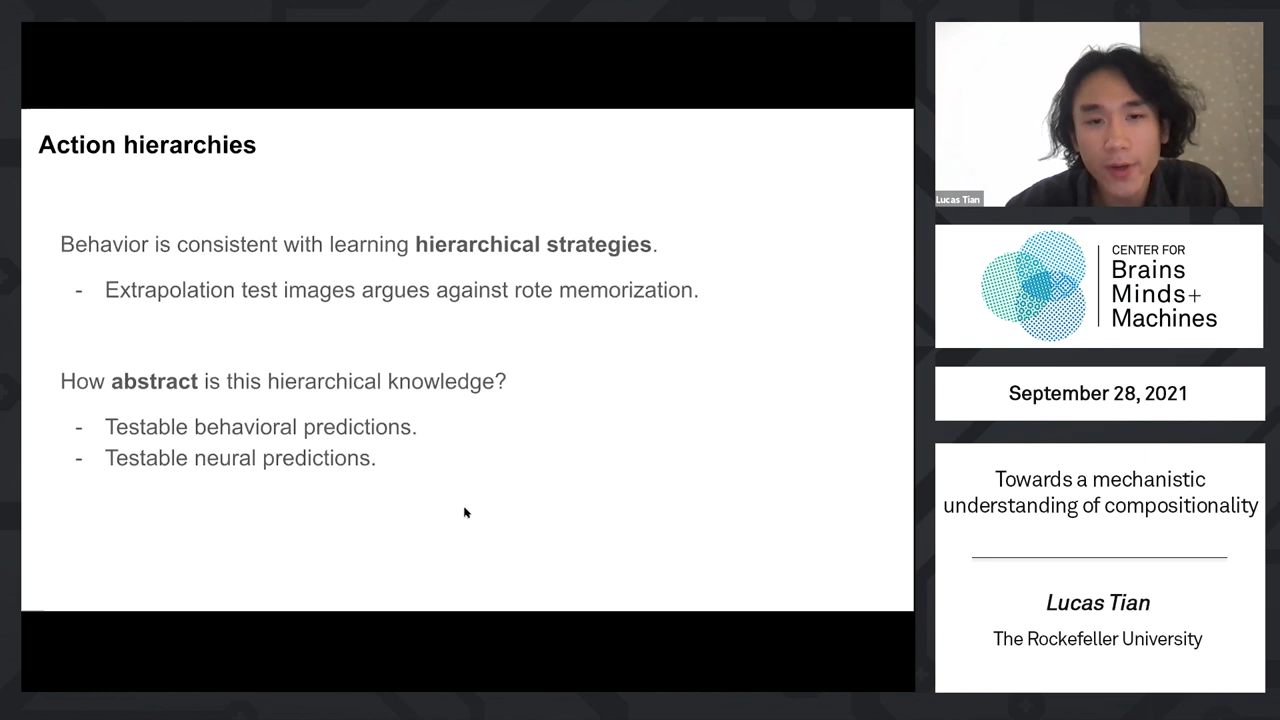 Action hierarchies
Behavior is consistent with learning hierarchical strategies.
- Extrapolation test images argues against rote memorization.
How abstract is this hierarchical knowledge?
- Testable behavioral predictions.
- Testable neural predictions.
Lucas Tian
CENTER FOR
Brains
Minds+
Machines
September 28, 2021
Towards a mechanistic
understanding of compositionality
Lucas Tian
The Rockefeller University